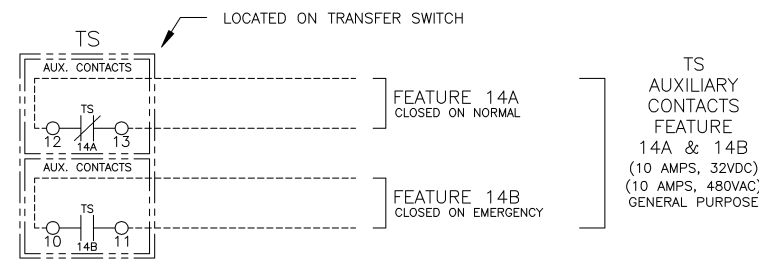 LOCATED ON TRANSFER SWITCH
TS
AUX. CONTACTS
TS
12
13
14A
FEATURE 14A
CLOSED ON NORMAL
AUX. CONTACTS
TS
10
11
14B
FEATURE 14B
CLOSED ON EMERGENCY
TS
AUXILIARY
CONTACTS
FEATURE
14A & 14B
(10 AMPS, 32VDC)
(10 AMPS, 480VAC)
GENERAL PURPOSE